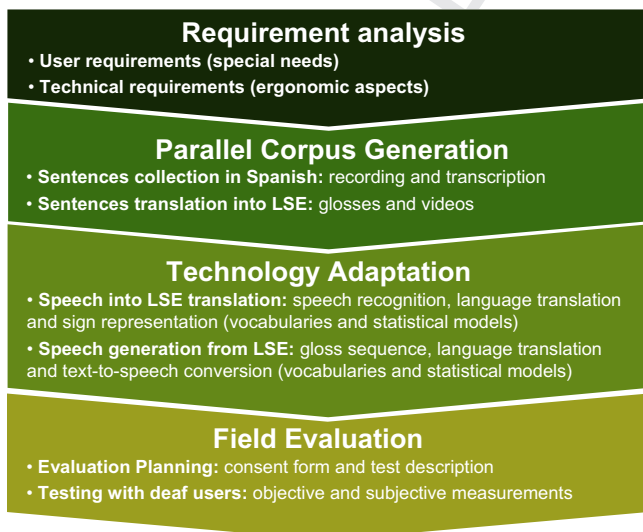 Requirement analysis
• User requirements (special needs)
• Technical requirements (ergonomic aspects)
Parallel Corpus Generation
• Sentences collection in Spanish: recording and transcription
• Sentences translation into LSE: glosses and videos
Technology Adaptation
• Speech into LSE translation: speech recognition, language translation
and sign representation (vocabularies and statistical models)
• Speech generation from LSE: gloss sequence, language translation
and text-to-speech conversion (vocabularies and statistical models)
Field Evaluation
• Evaluation Planning: consent form and test description
• Testing with deaf users: objective and subjective measurements